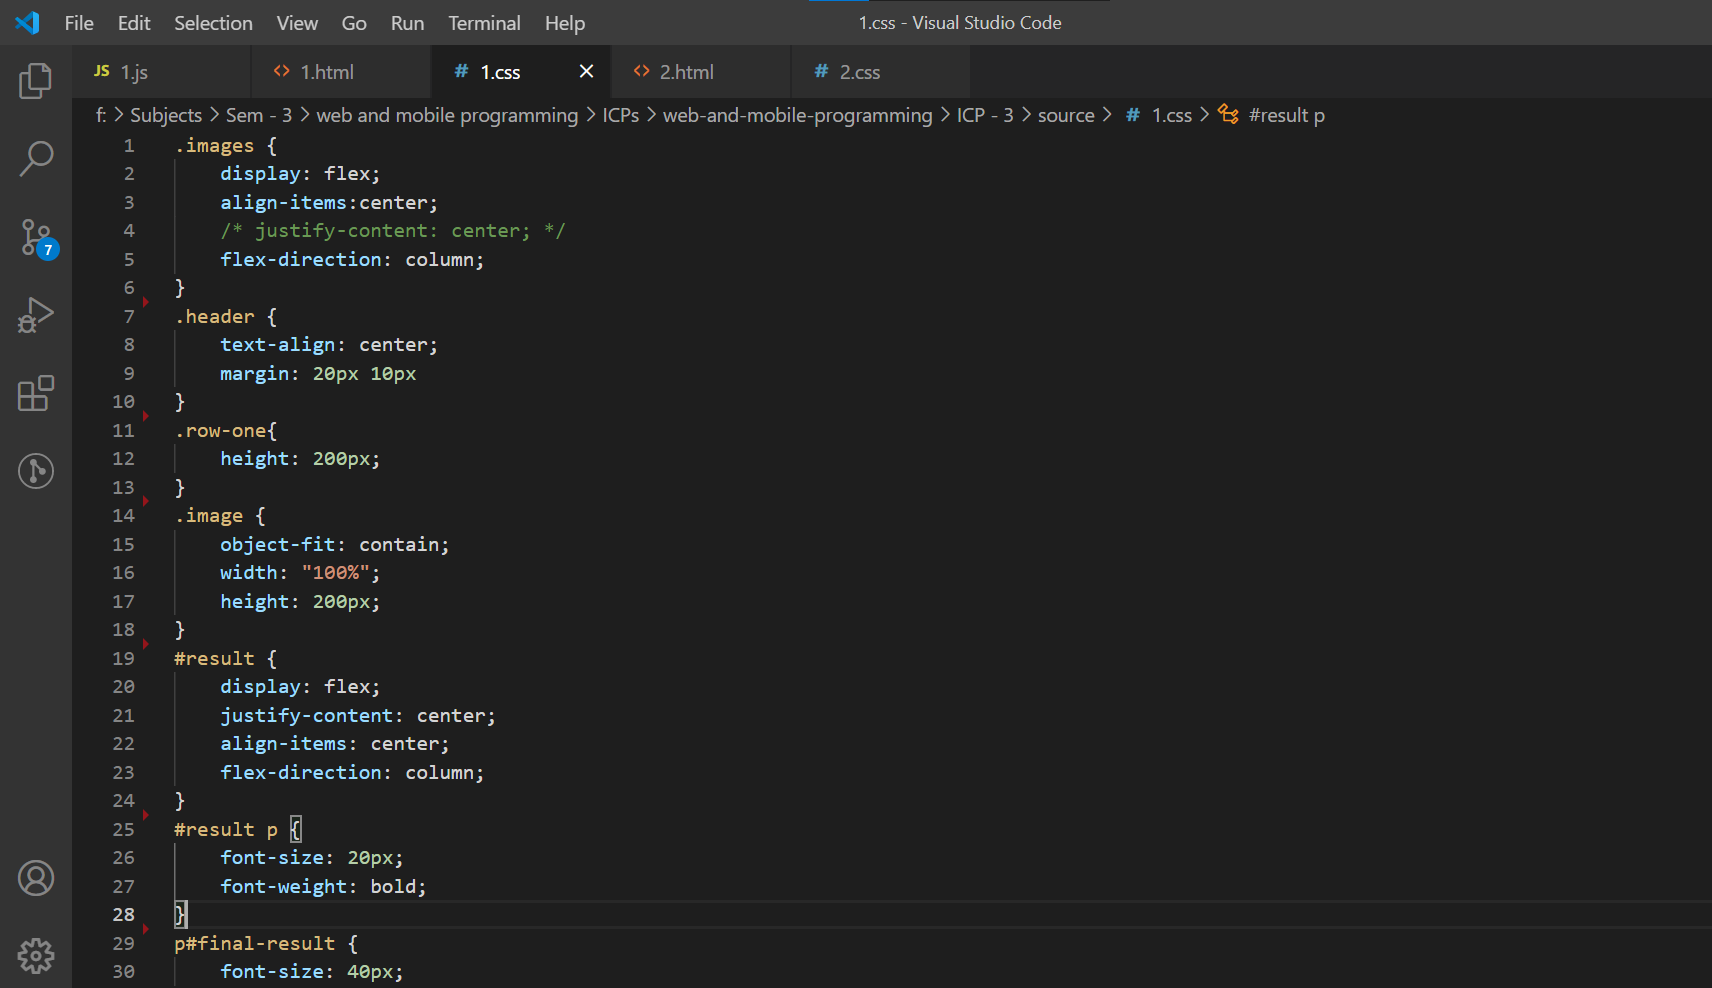 File Edit Selection View Go Run Terminal Help 1.css - Visual Studio Code
JS 1.js <> 1.html # 1.css × <> 2.html # 2.css
f: > Subjects > Sem - 3 > web and mobile programming > ICPs > web-and-mobile-programming > ICP - 3 > source > # 1.css > #result p
1 .images {
2 display: flex;
3 align-items:center;
4 /* justify-content: center; */
5 flex-direction: column;
6 }
7 .header {
8 text-align: center;
9 margin: 20px 10px
10 }
11 .row-one{
12 height: 200px;
13 }
14 .image {
15 object-fit: contain;
16 width: "100%";
17 height: 200px;
18 }
19 #result {
20 display: flex;
21 justify-content: center;
22 align-items: center;
23 flex-direction: column;
24 }
25 #result p {
26 font-size: 20px;
27 font-weight: bold;
28 }
29 p#final-result {
30 font-size: 40px;
7